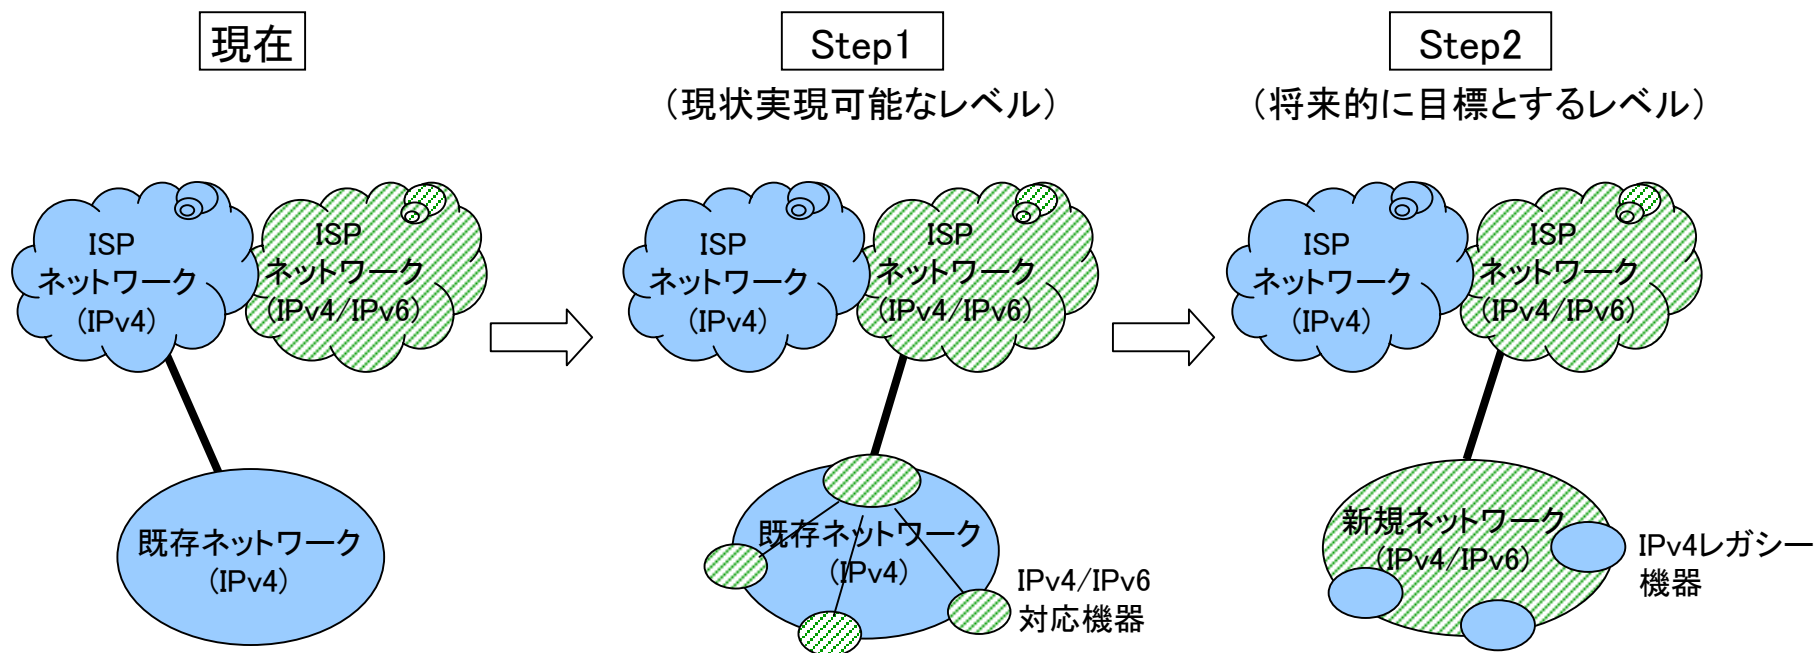 現在
Step1
（現状実現可能なレベル）
Step2
（将来的に目標とするレベル）
ISP
ネットワーク
(IPv4)
ISP
ネットワーク
(IPv4/IPv6)
既存ネットワーク
(IPv4)
ISP
ネットワーク
(IPv4)
ISP
ネットワーク
(IPv4/IPv6)
既存ネットワーク
(IPv4)
IPv4/IPv6
対応機器
ISP
ネットワーク
(IPv4)
ISP
ネットワーク
(IPv4/IPv6)
新規ネットワーク
(IPv4/IPv6)
IPv4レガシー
機器